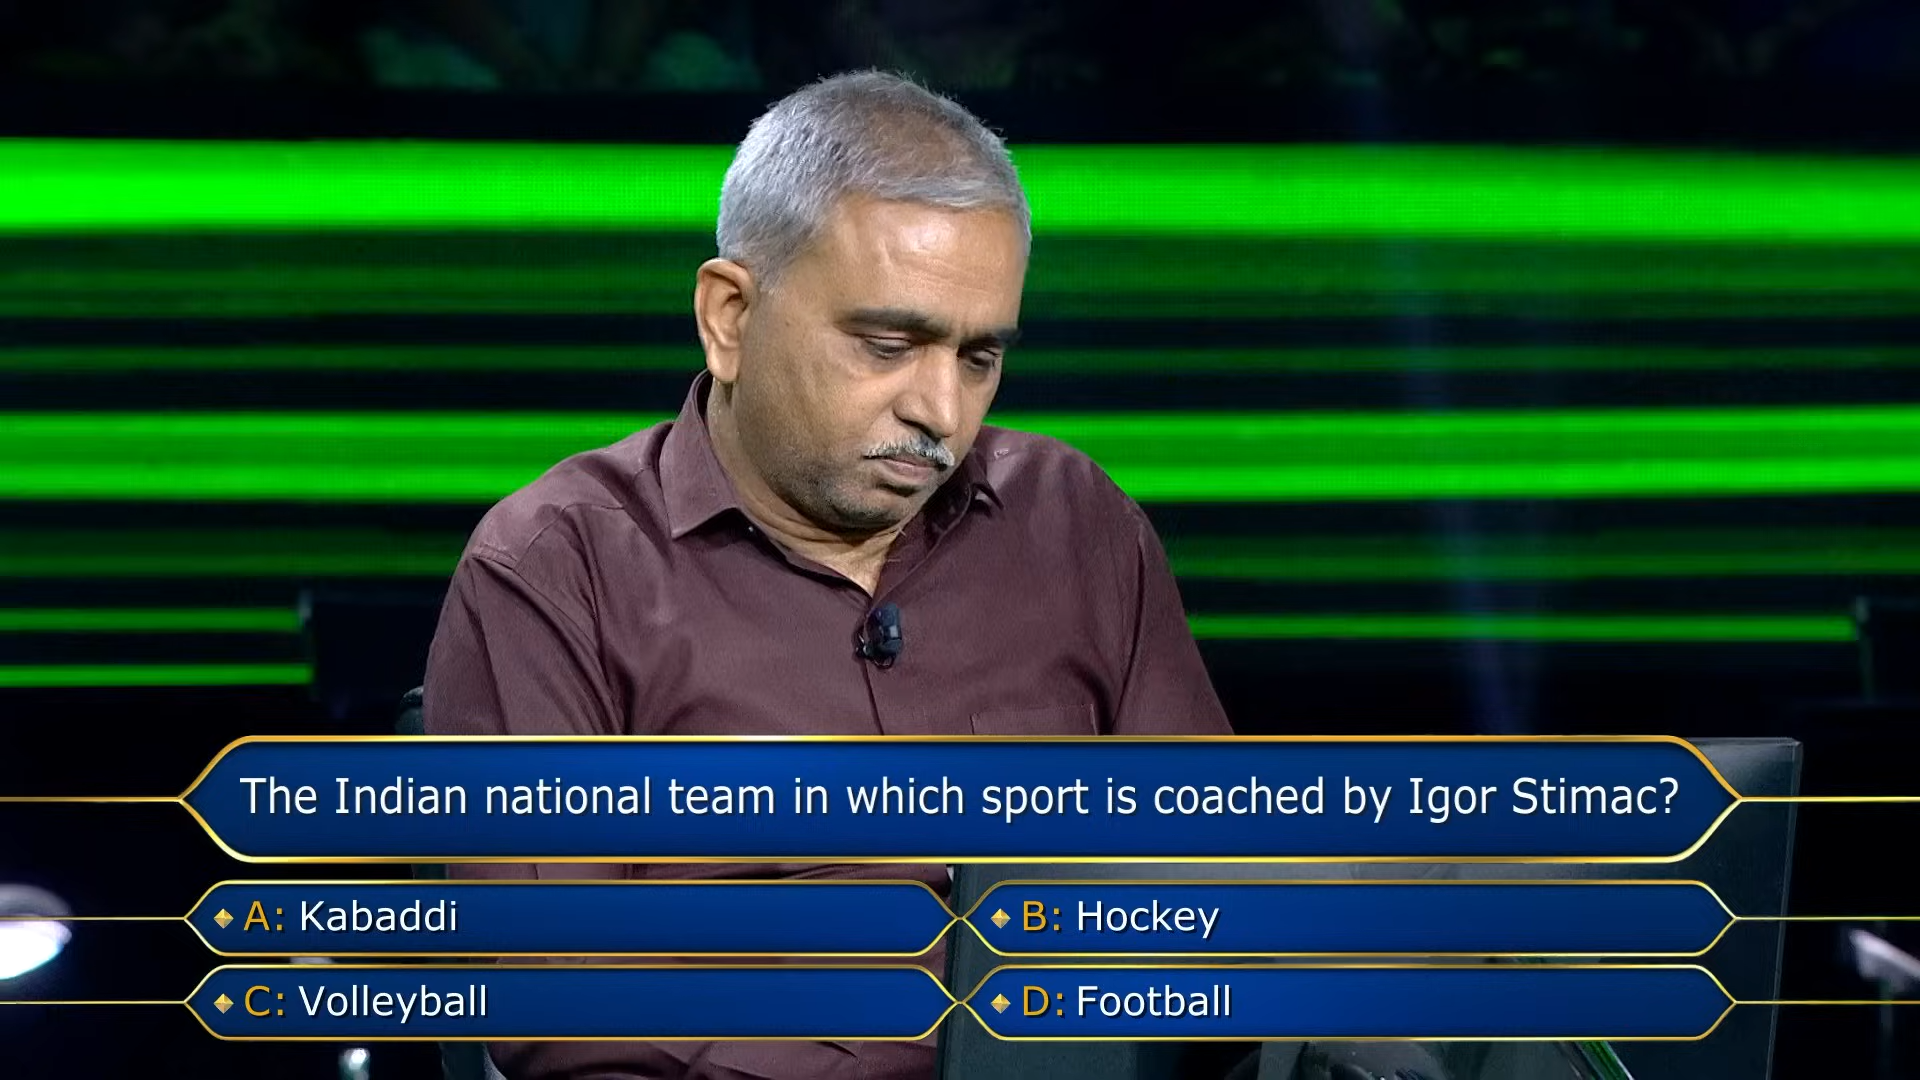 The Indian national team in which sport is coached by Igor Stimac?
A: Kabaddi
B: Hockey
C: Volleyball
D: Football